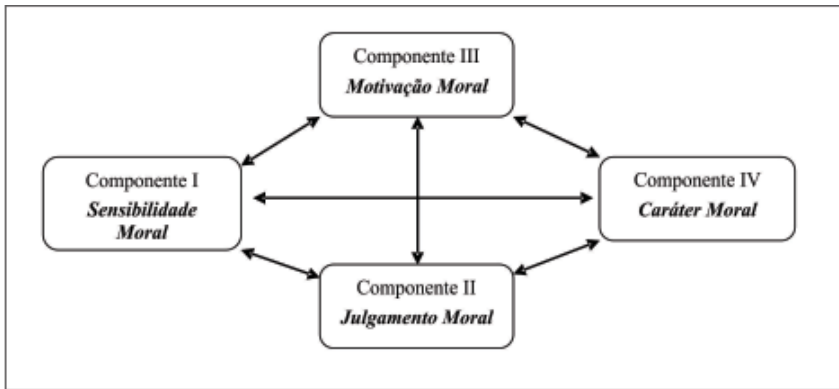 Componente III
Motivação Moral
Componente I
Sensibilidade
Moral
Componente IV
Caráter Moral
Componente II
Julgamento Moral